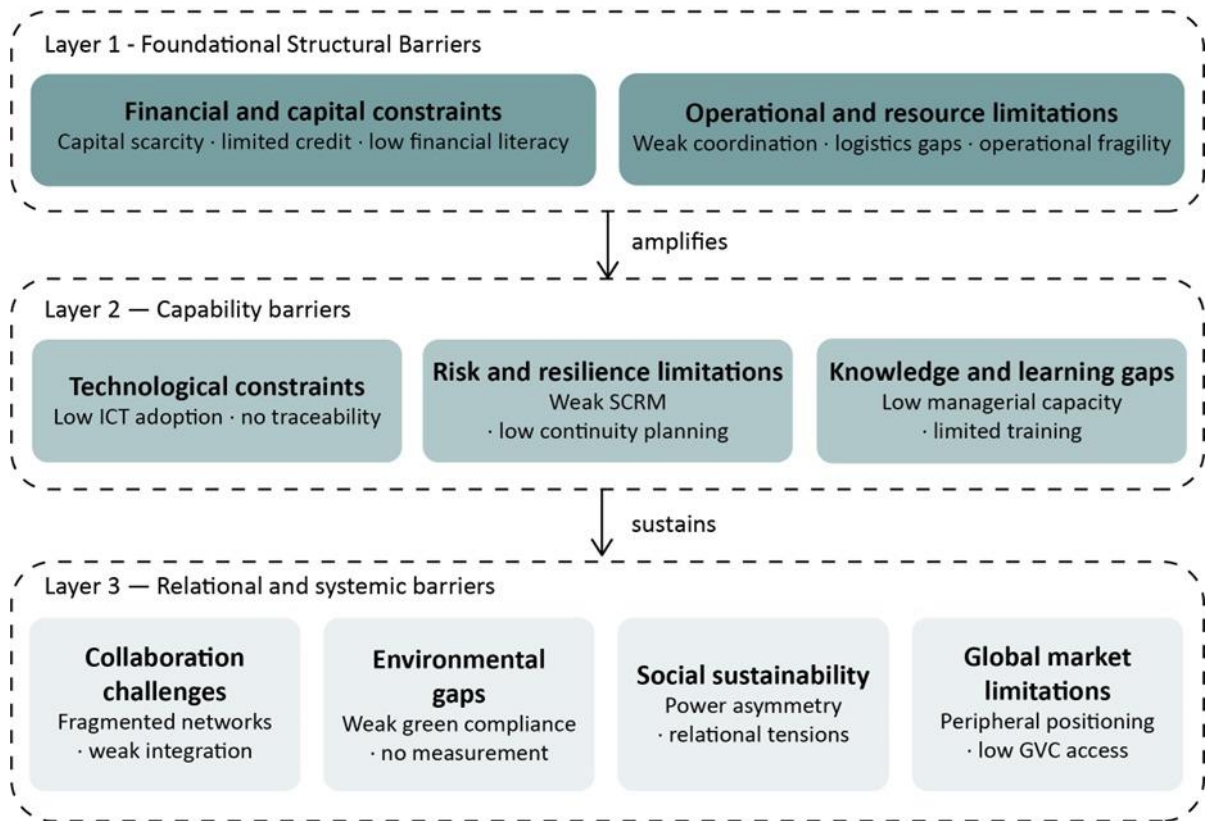 Layer 1 - Foundational Structural Barriers
Financial and capital constraints
Capital scarcity · limited credit · low financial literacy
Operational and resource limitations
Weak coordination · logistics gaps · operational fragility
amplifies
Layer 2 — Capability barriers
Technological constraints
Low ICT adoption · no traceability
Risk and resilience limitations
Weak SCRM
· low continuity planning
Knowledge and learning gaps
Low managerial capacity
· limited training
sustains
Layer 3 — Relational and systemic barriers
Collaboration
challenges
Fragmented networks
· weak integration
Environmental
gaps
Weak green compliance
· no measurement
Social sustainability
Power asymmetry
· relational tensions
Global market
limitations
Peripheral positioning
· low GVC access